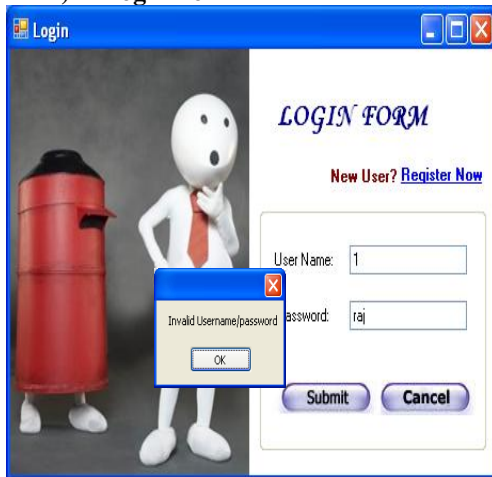 Login
LOGIN FORM
New User? Register Now
User Name: 1
Invalid Username/password
assword: raj
OK
Submit Cancel